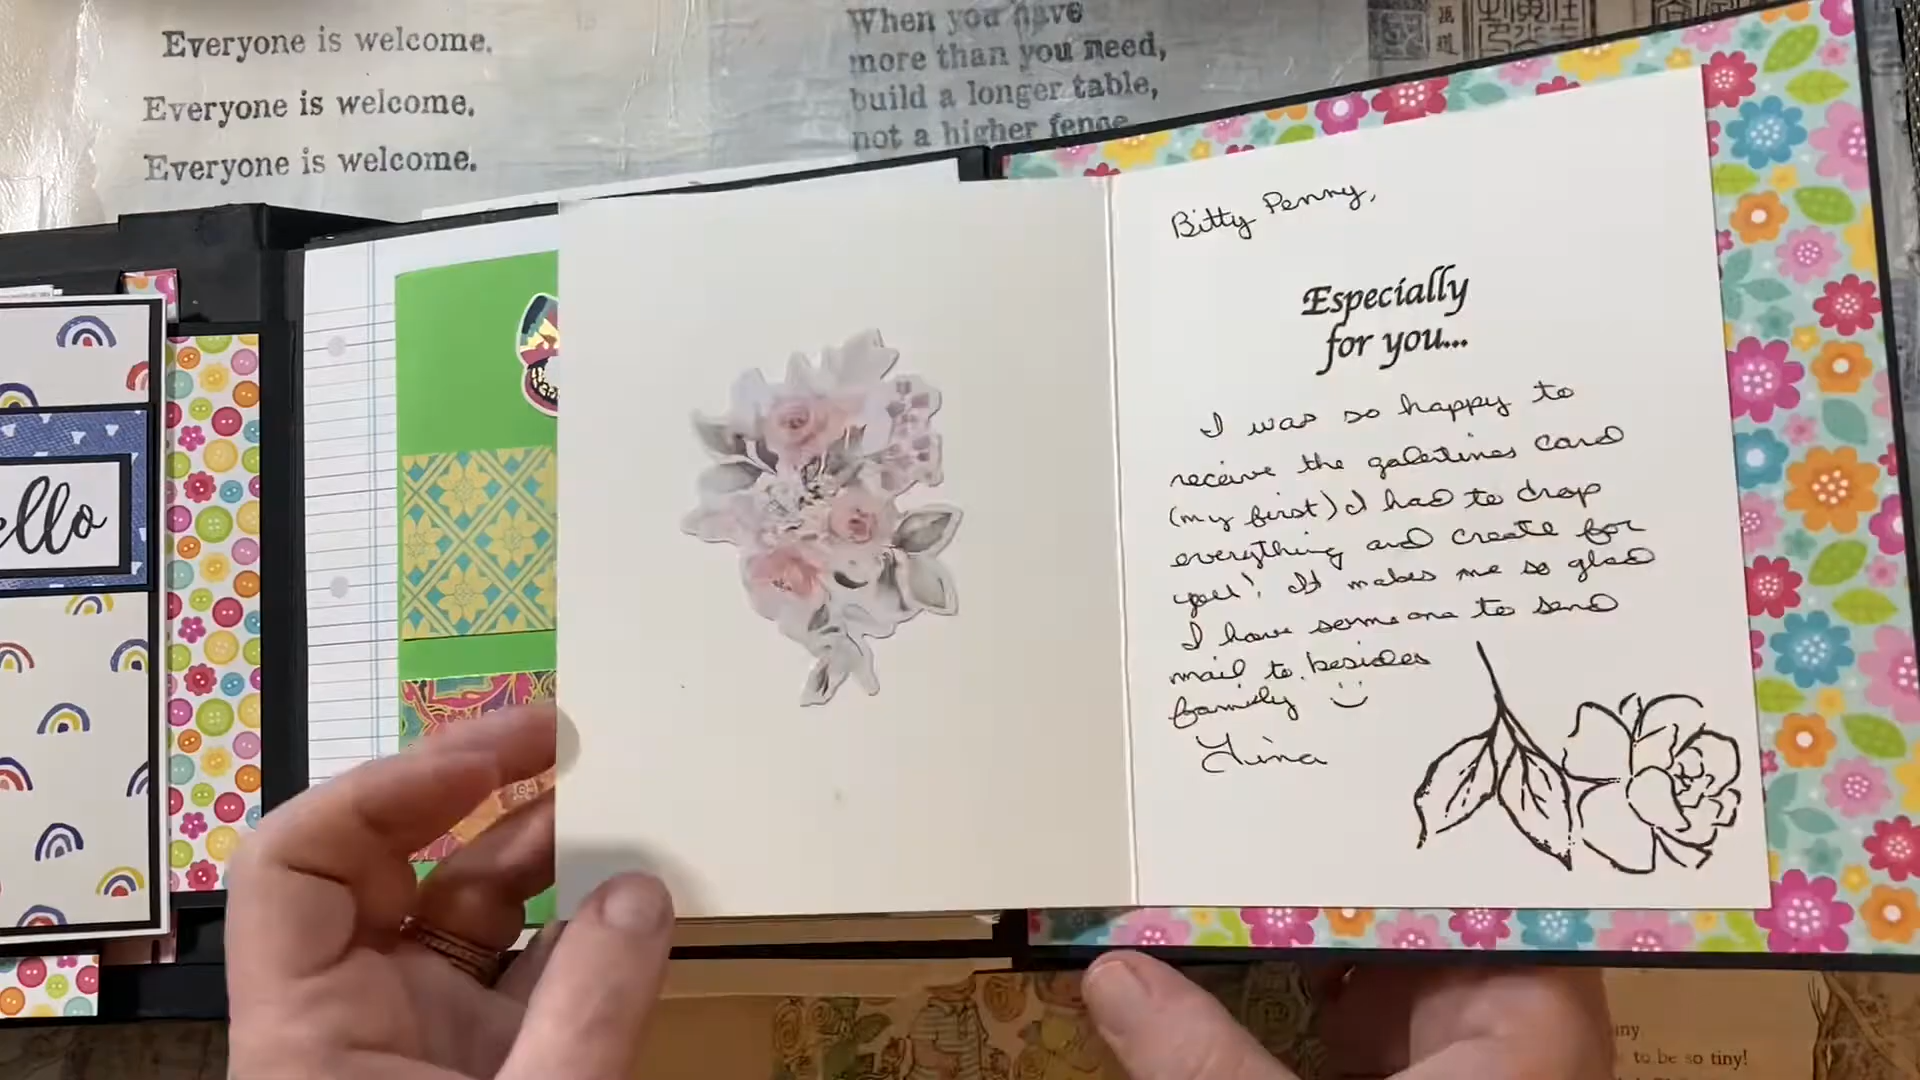 Everyone is welcome.
Everyone is welcome.
Everyone is welcome.
When you have
more than you need,
build a longer table,
not a higher fence
ello
Bitty Penny,
Especially
for you...
I was so happy to
receive the galentines card
(my first) I had to drop
everything and create for
you! It makes me so glad
I have someone to send
mail to besides
family
Tina
ny
to be so tiny!